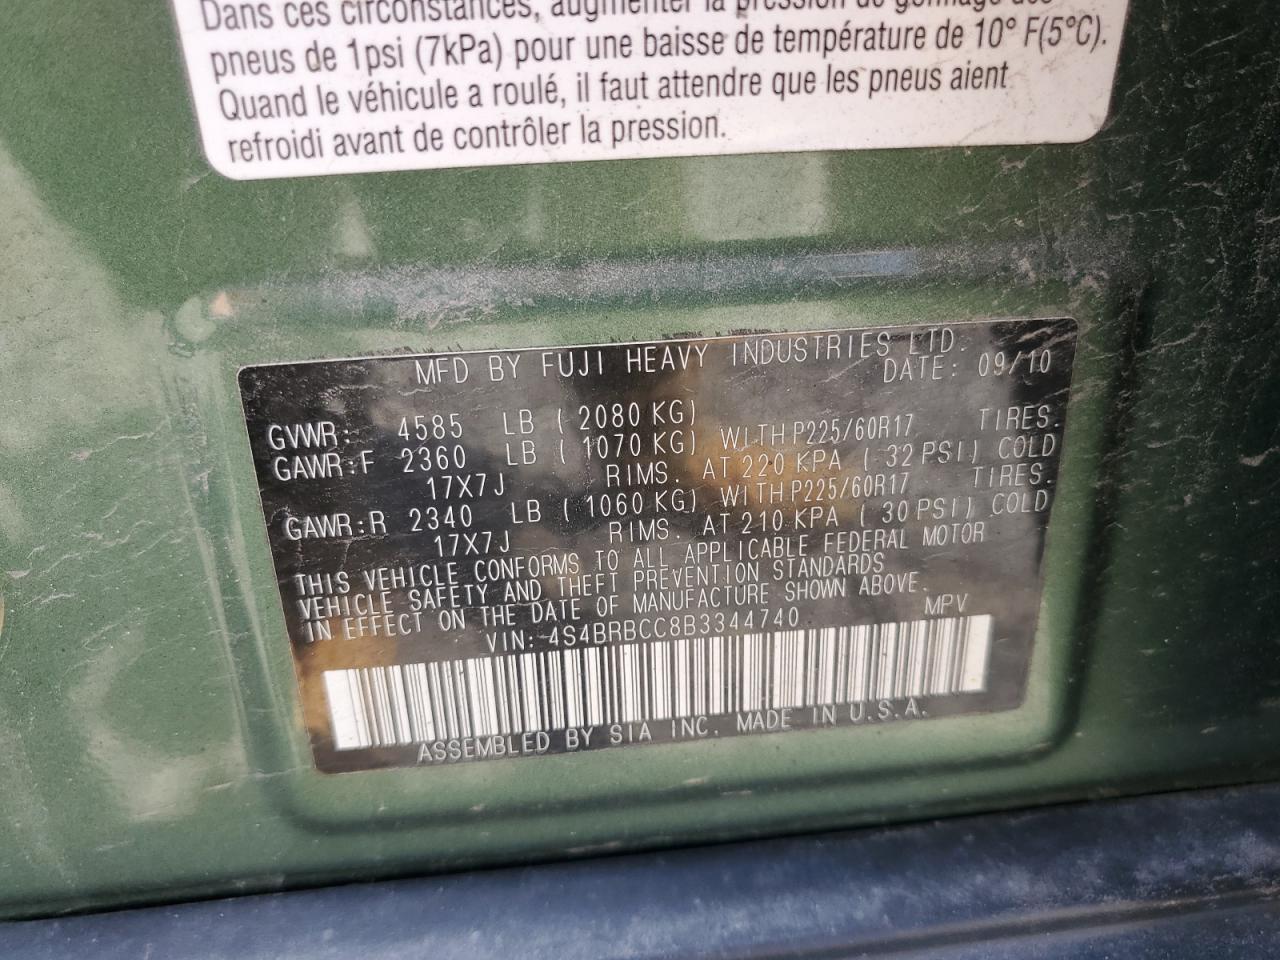 Dans ces circonstances, augmenter la pression de gonflage des
pneus de 1psi (7kPa) pour une baisse de température de 10° F(5°C).
Quand le véhicule a roulé, il faut attendre que les pneus aient
refroidi avant de contrôler la pression.
MFD BY FUJI HEAVY INDUSTRIES LTD.
DATE: 09/10
GVWR: 4585 LB ( 2080 KG)
GAWR:F 2360 LB ( 1070 KG) WITH P225/60R17 TIRES.
17X7J RIMS. AT 220 KPA ( 32 PSI) COLD
GAWR:R 2340 LB ( 1060 KG) WITH P225/60R17 TIRES.
17X7J RIMS. AT 210 KPA ( 30 PSI) COLD
THIS VEHICLE CONFORMS TO ALL APPLICABLE FEDERAL MOTOR
VEHICLE SAFETY AND THEFT PREVENTION STANDARDS
IN EFFECT ON THE DATE OF MANUFACTURE SHOWN ABOVE.
VIN: 4S4BRBCC8B3344740 MPV
ASSEMBLED BY SIA INC. MADE IN U.S.A.